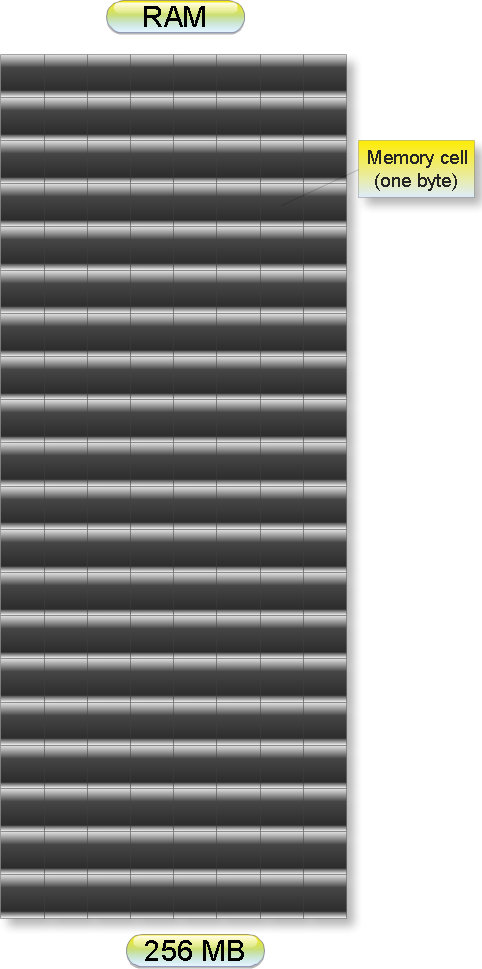 RAM
Memory cell
(one byte)
256 MB